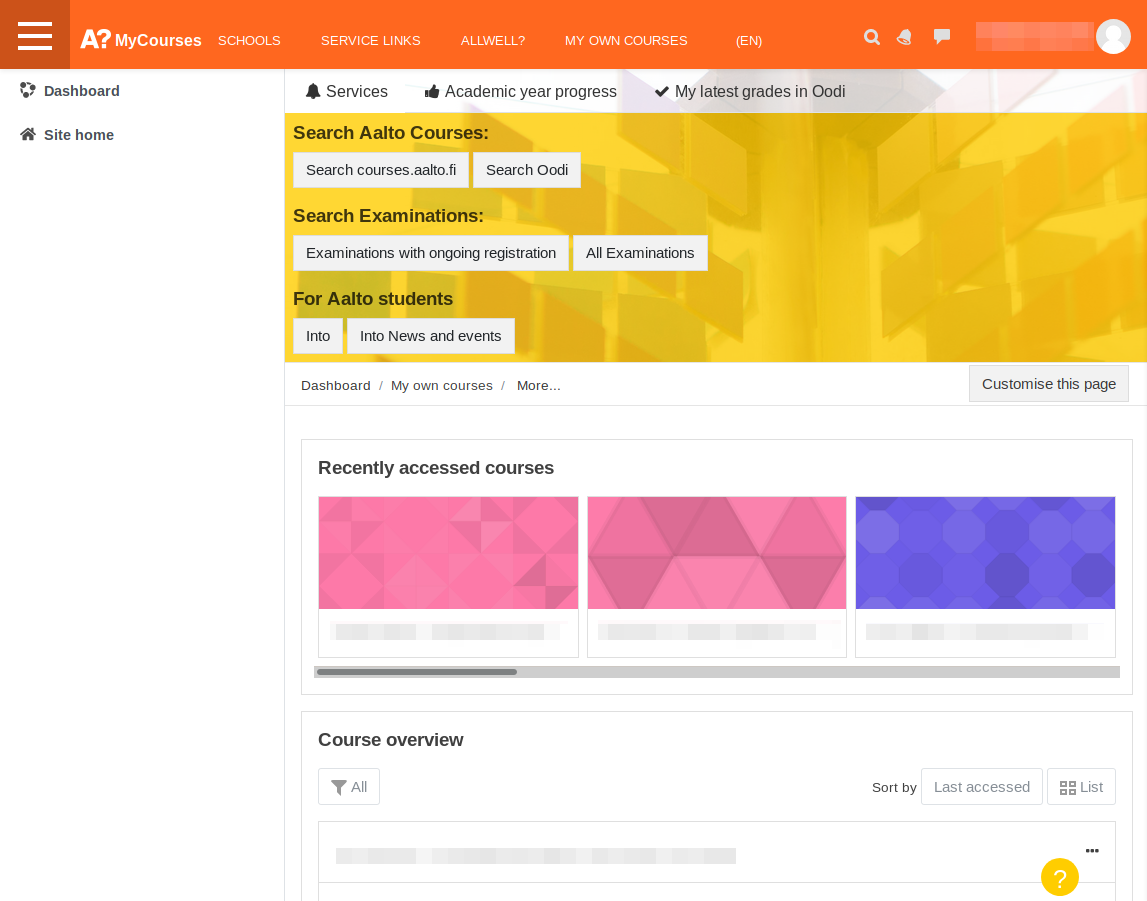 A? MyCourses SCHOOLS SERVICE LINKS ALLWELL? MY OWN COURSES (EN)
Dashboard
Site home
Services Academic year progress My latest grades in Oodi
Search Aalto Courses:
Search courses.aalto.fi Search Oodi
Search Examinations:
Examinations with ongoing registration All Examinations
For Aalto students
Into Into News and events
Dashboard / My own courses / More...
Customise this page
Recently accessed courses
Course overview
All Sort by Last accessed List
?